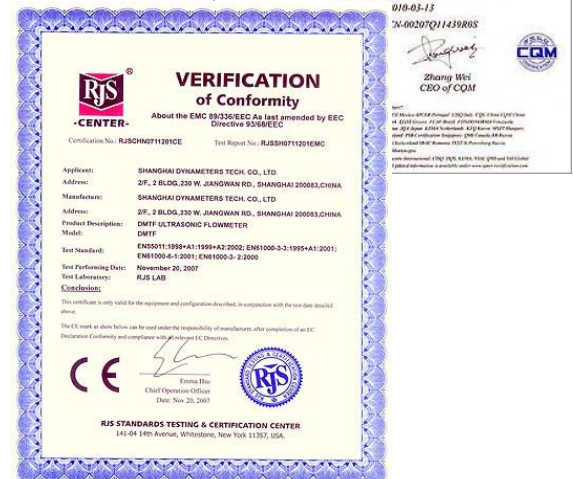 RJS
®
-CENTER-
VERIFICATION
of Conformity
About the EMC 89/336/EEC As last amended by EEC
Directive 93/68/EEC
Certification No.: RJSCHN0711201CE Test Report No.: RJSSH0711201EMC
Applicant: SHANGHAI DYNAMETERS TECH. CO., LTD
Address: 2/F., 2 BLDG.,230 W. JIANGWAN RD., SHANGHAI 200083,CHINA
Manufacture: SHANGHAI DYNAMETERS TECH. CO., LTD
Address: 2/F., 2 BLDG.,230 W. JIANGWAN RD., SHANGHAI 200083,CHINA
Product Description: DMTF ULTRASONIC FLOWMETER
Model: DMTF
Test Standard: EN55011:1998+A1:1999+A2:2002; EN61000-3-3:1995+A1:2001;
EN61000-6-1:2001; EN61000-3- 2:2000
Test Performing Date: November 20, 2007
Test Laboratory: RJS LAB
Conclusion:
This certificate is only valid for the equipment and configuration described, in conjunction with the test date detailed
above.
The CE mark as show below can be used under the responsibility of manufacturer, after completion of an EC
Declaration Conformity and compliance with all relevant EC Directives.
CE
Emma Hsu
Chief Operation Officer
Date: Nov 20, 2007
RJS
RJS STANDARDS TESTING & CERTIFICATION CENTER
141-04 14th Avenue, Whitestone, New York 11357, USA.
010-03-13
N-00207Q11439R0S
CQM
Zhang Wei
CEO of CQM